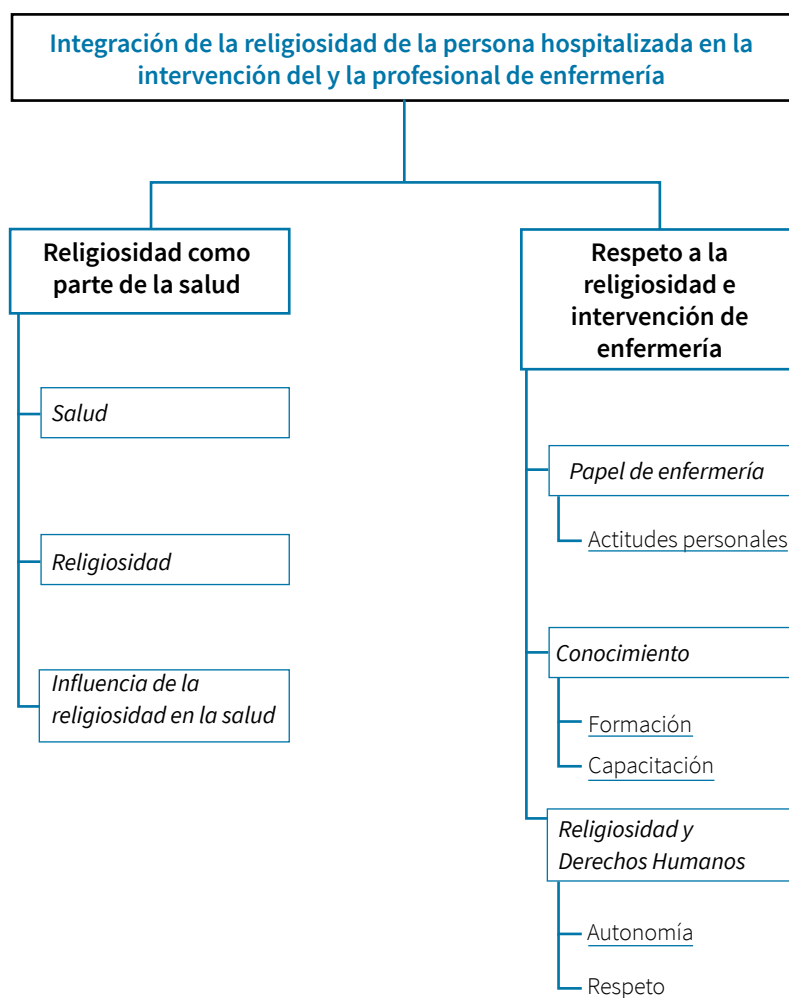 Integración de la religiosidad de la persona hospitalizada en la
intervención del y la profesional de enfermería
Religiosidad como
parte de la salud
Salud
Religiosidad
Influencia de la
religiosidad en la salud
Respeto a la
religiosidad e
intervención de
enfermería
Papel de enfermería
Actitudes personales
Conocimiento
Formación
Capacitación
Religiosidad y
Derechos Humanos
Autonomía
Respeto